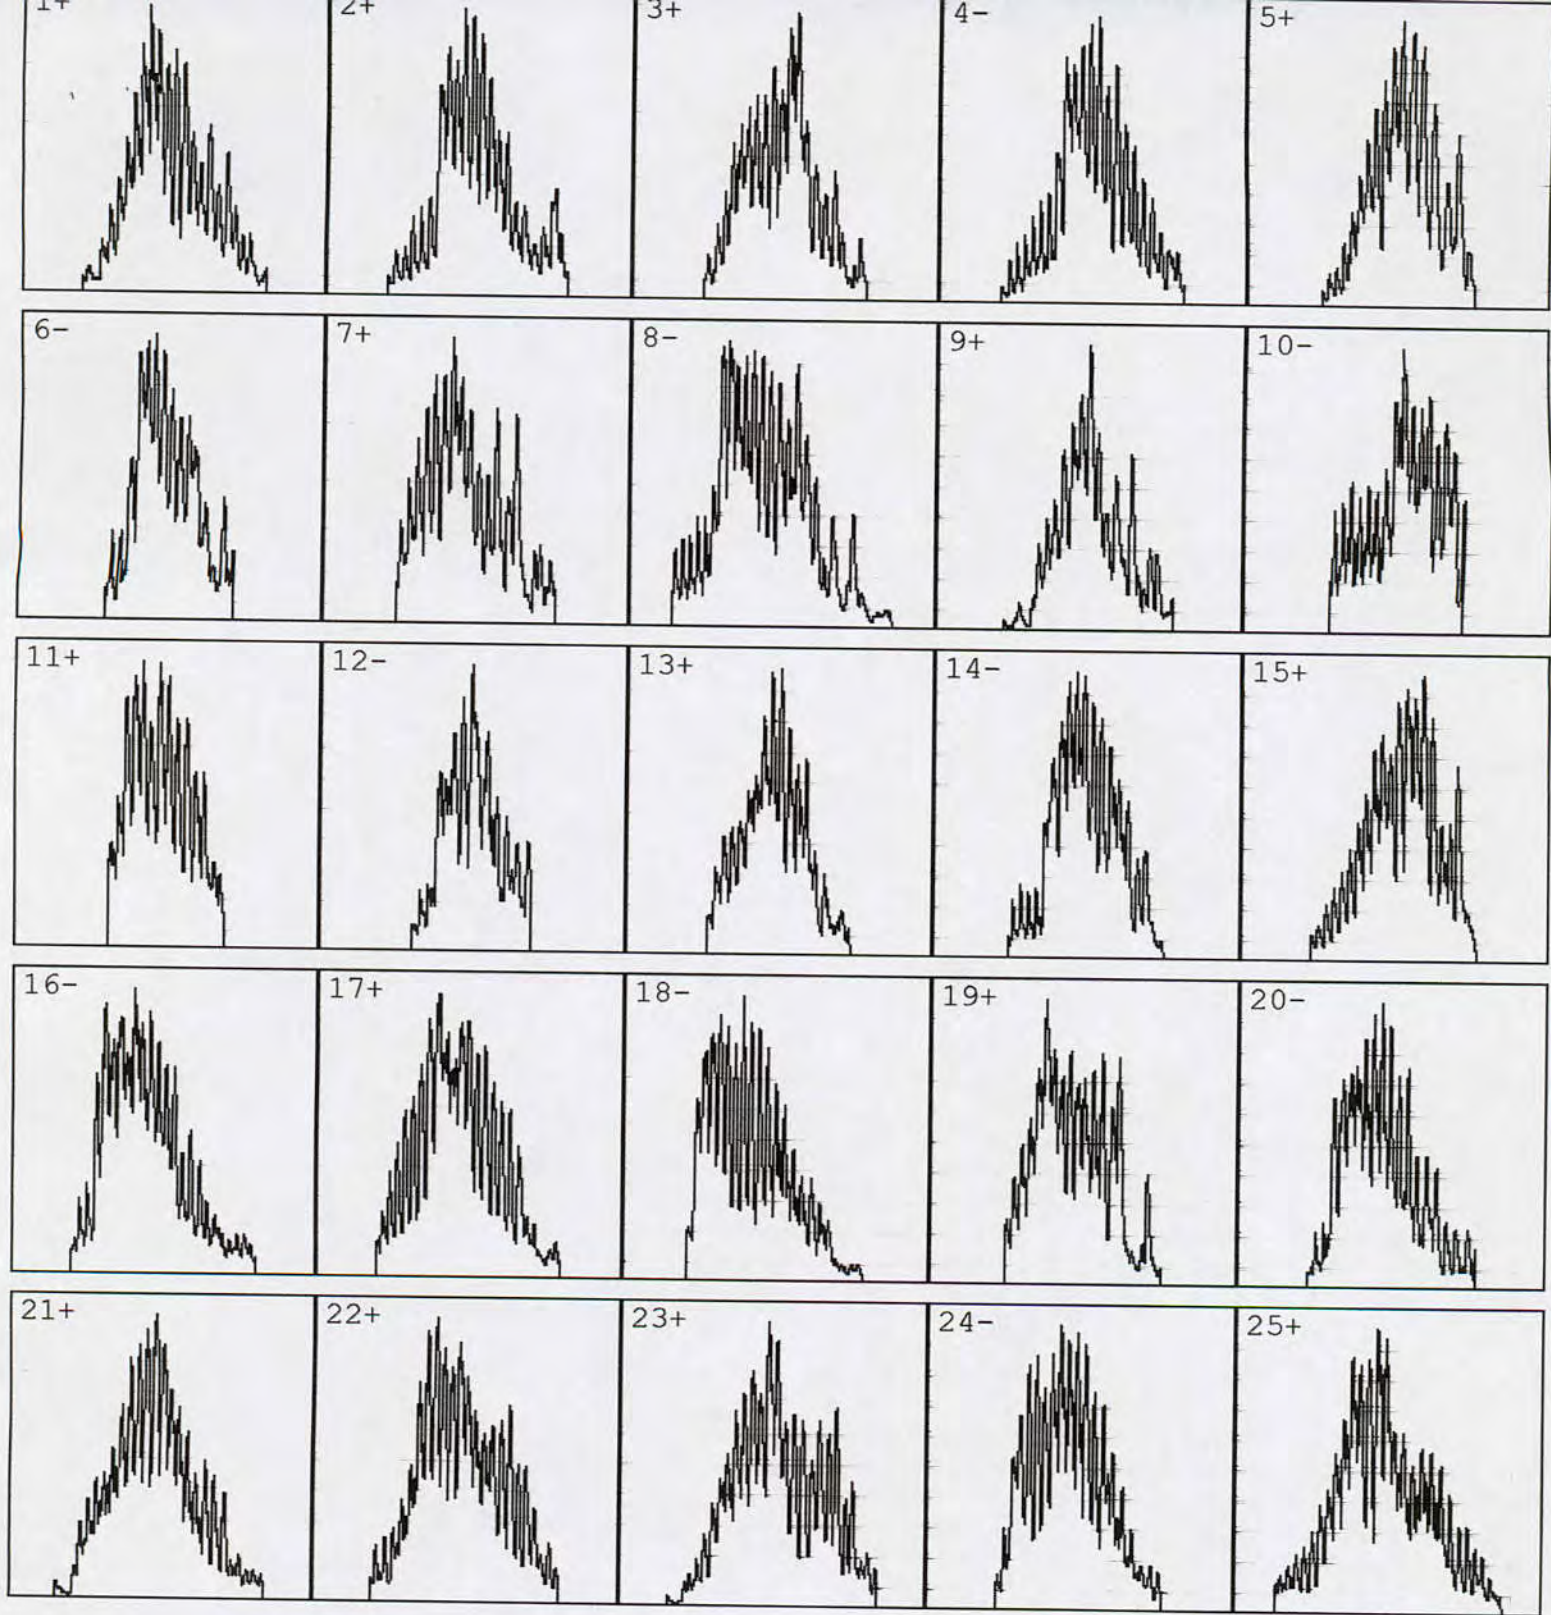 1+ 2+ 3+ 4- 5+
6- 7+ 8- 9+ 10-
11+ 12- 13+ 14- 15+
16- 17+ 18- 19+ 20-
21+ 22+ 23+ 24- 25+